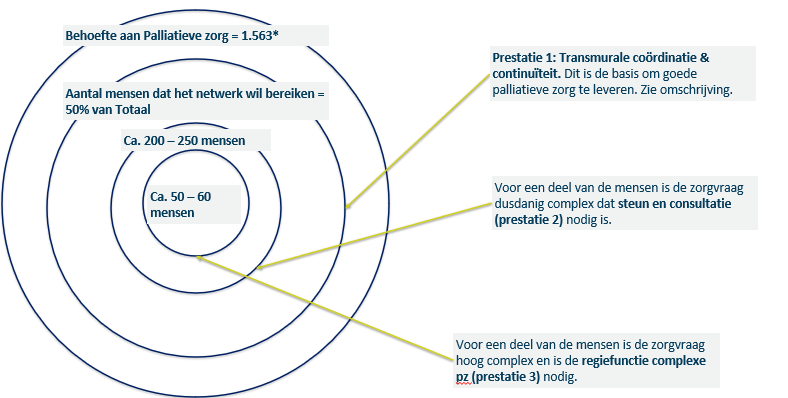 Behoefte aan Palliatieve zorg = 1.563*
Aantal mensen dat het netwerk wil bereiken =
50% van Totaal
Ca. 200 – 250 mensen
Ca. 50 – 60
mensen
Prestatie 1: Transmurale coördinatie &
continuïteit. Dit is de basis om goede
palliatieve zorg te leveren. Zie omschrijving.
Voor een deel van de mensen is de zorgvraag
dusdanig complex dat steun en consultatie
(prestatie 2) nodig is.
Voor een deel van de mensen is de zorgvraag
hoog complex en is de regiefunctie complexe
pz (prestatie 3) nodig.